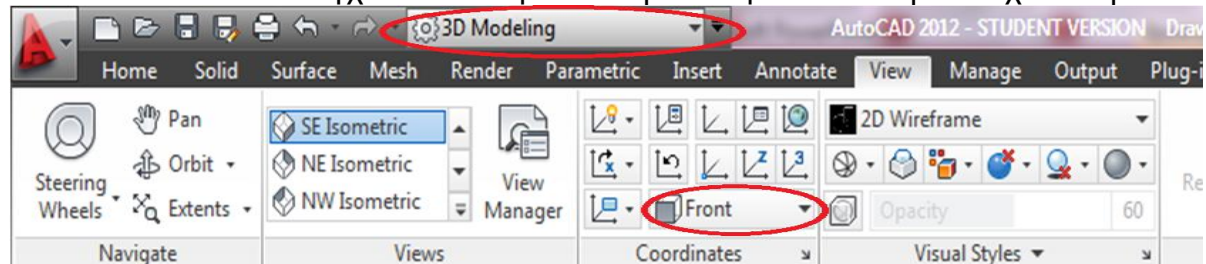 3D Modeling AutoCAD 2012 - STUDENT VERSION
Home Solid Surface Mesh Render Parametric Insert Annotate View Manage Output
Pan SE Isometric 2D Wireframe
Orbit NE Isometric
Steering Wheels Extents NW Isometric View Manager Front Opacity 60
Navigate Views Coordinates Visual Styles